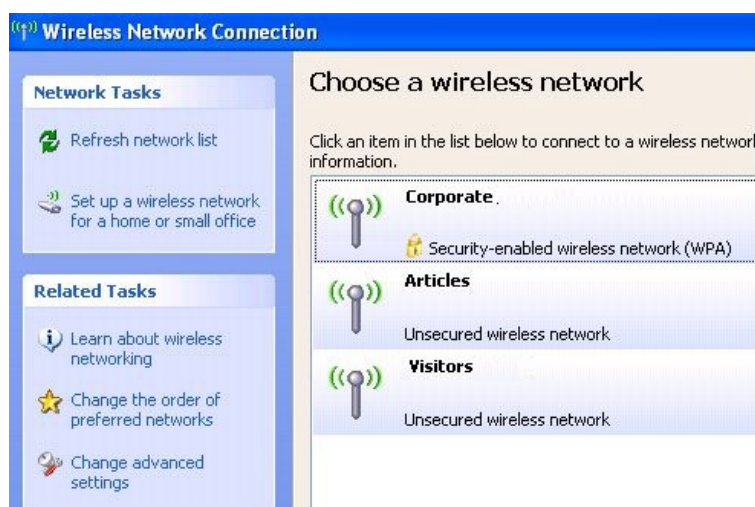 Wireless Network Connection
Network Tasks
Refresh network list
Set up a wireless network
for a home or small office
Related Tasks
Learn about wireless
networking
Change the order of
preferred networks
Change advanced
settings
Choose a wireless network
Click an item in the list below to connect to a wireless network
information.
Corporate.
Security-enabled wireless network (WPA)
Articles
Unsecured wireless network
Visitors
Unsecured wireless network